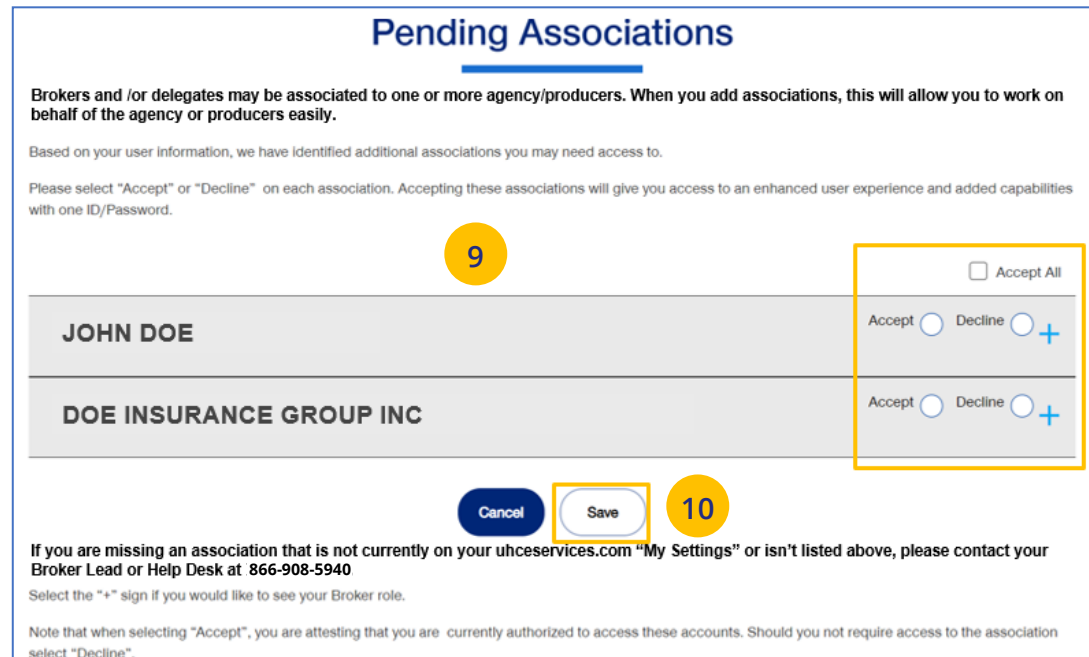 Pending Associations
Brokers and /or delegates may be associated to one or more agency/producers. When you add associations, this will allow you to work on
behalf of the agency or producers easily.
Based on your user information, we have identified additional associations you may need access to.
Please select “Accept” or “Decline” on each association. Accepting these associations will give you access to an enhanced user experience and added capabilities
with one ID/Password.
9
Accept All
JOHN DOE
Accept Decline +
DOE INSURANCE GROUP INC
Accept Decline +
Cancel Save 10
If you are missing an association that is not currently on your uhceservices.com “My Settings” or isn’t listed above, please contact your
Broker Lead or Help Desk at 866-908-5940
Select the “+” sign if you would like to see your Broker role.
Note that when selecting “Accept”, you are attesting that you are currently authorized to access these accounts. Should you not require access to the association
select “Decline”.